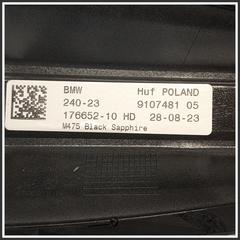 BMW Huf POLAND
240-23 9107481 05
176652-10 HD 28-08-23
M475 Black Sapphire